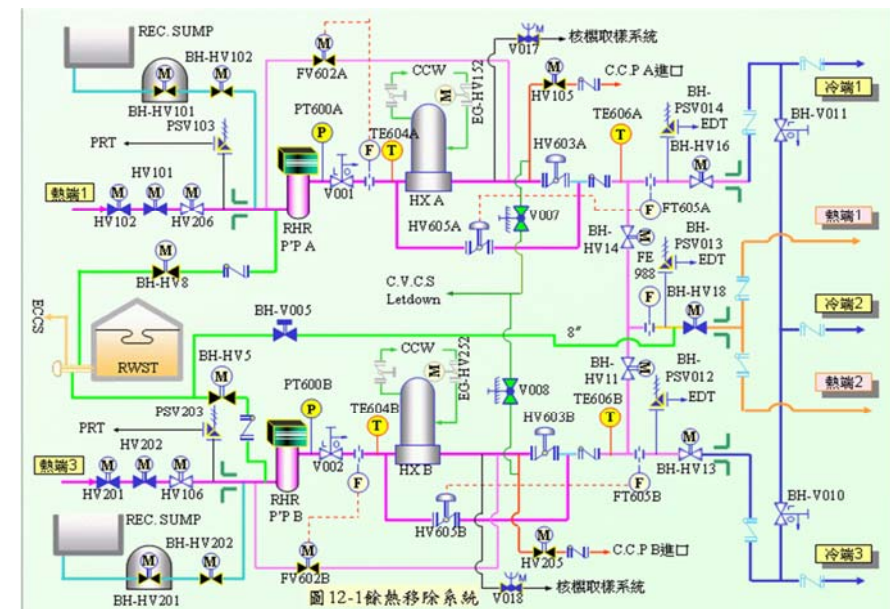 REC. SUMP
BH-HV102
M
M
BH-HV101
PSV103
PRT
HV101
熱端1
M
M
M
HV102
HV206
M
FV602A
PT600A
P
V001
RHR
P'P A
F
TE604A
T
CCW
M
EG-HV152
HX A
HV605A
V017
核機取樣系統
M
HV105
C.C.P A進口
HV603A
TE606A
T
BH-
PSV014
EDT
BH-HV16
M
F
FT605A
冷端1
BH-V011
V007
C.V.C.S
Letdown
BH-
HV14
M
BH-
PSV013
EDT
FE
988
F
BH-HV18
M
熱端1
冷端2
熱端2
M
BH-HV8
ECCS
RWST
BH-V005
8"
BH-HV5
M
PSV203
PRT
HV202
熱端3
M
M
M
HV201
HV106
PT600B
P
V002
RHR
P'P B
F
TE604B
T
CCW
M
EG-HV252
HX B
HV605B
V008
HV603B
BH-
HV11
M
TE606B
T
BH-
PSV012
EDT
M
BH-HV13
F
FT605B
BH-V010
冷端3
REC. SUMP
BH-HV202
M
M
BH-HV201
M
FV602B
M
HV205
C.C.P B進口
V018
核機取樣系統
圖12-1餘熱移除系統